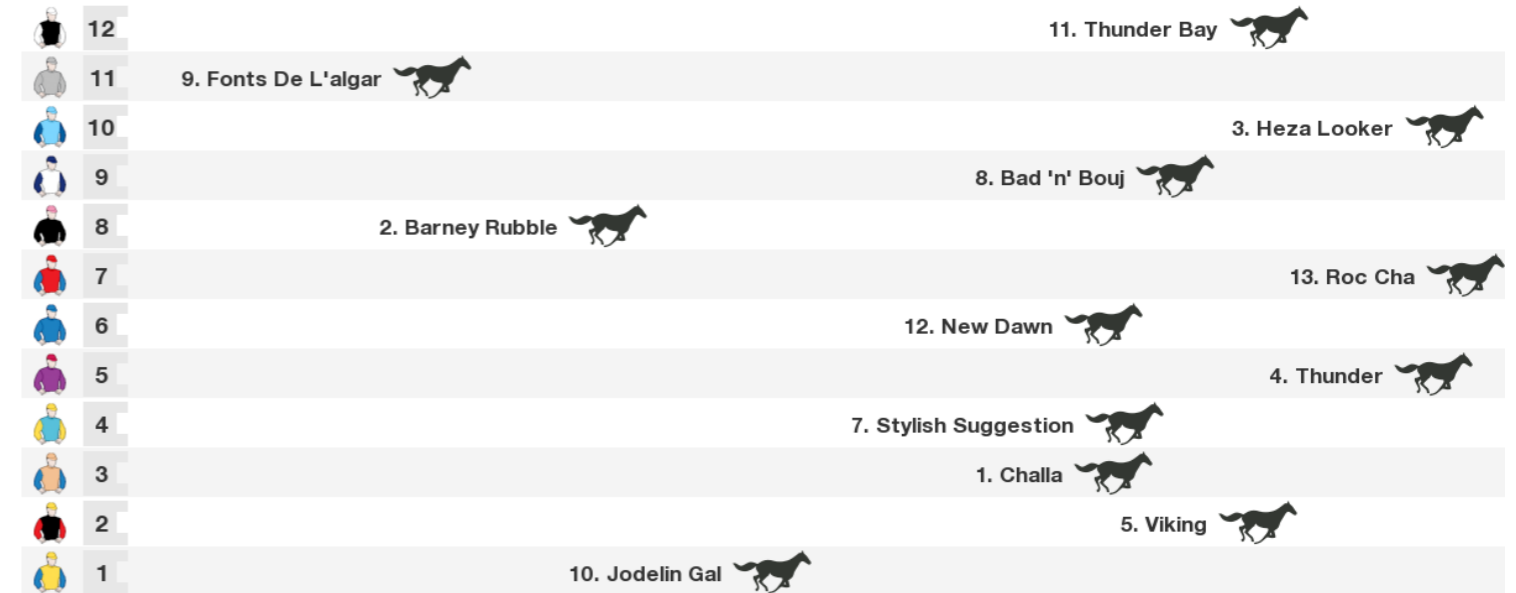 12 11. Thunder Bay
11 9. Fonts De L'algar
10 3. Heza Looker
9 8. Bad 'n' Bouj
8 2. Barney Rubble
7 13. Roc Cha
6 12. New Dawn
5 4. Thunder
4 7. Stylish Suggestion
3 1. Challa
2 5. Viking
1 10. Jodelin Gal